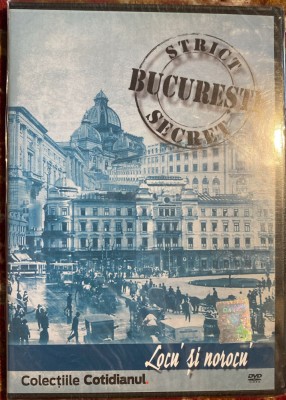 STRICT
BUCUREȘTI
SECRET
Locu' și norocu'
Colecțiile Cotidianul.
DVD